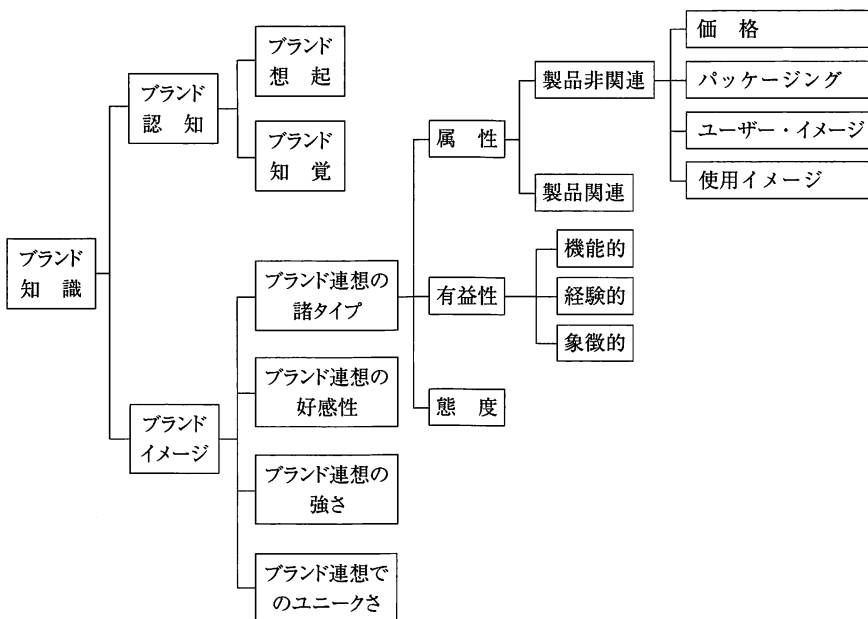 ブランド
知識
ブランド
認知
ブランド
想起
ブランド
知覚
ブランド
イメージ
ブランド連想の
諸タイプ
ブランド連想の
好感性
ブランド連想の
強さ
ブランド連想で
のユニークさ
属性
製品非関連
価格
パッケージング
ユーザー・イメージ
使用イメージ
製品関連
有益性
機能的
経験的
象徴的
態度